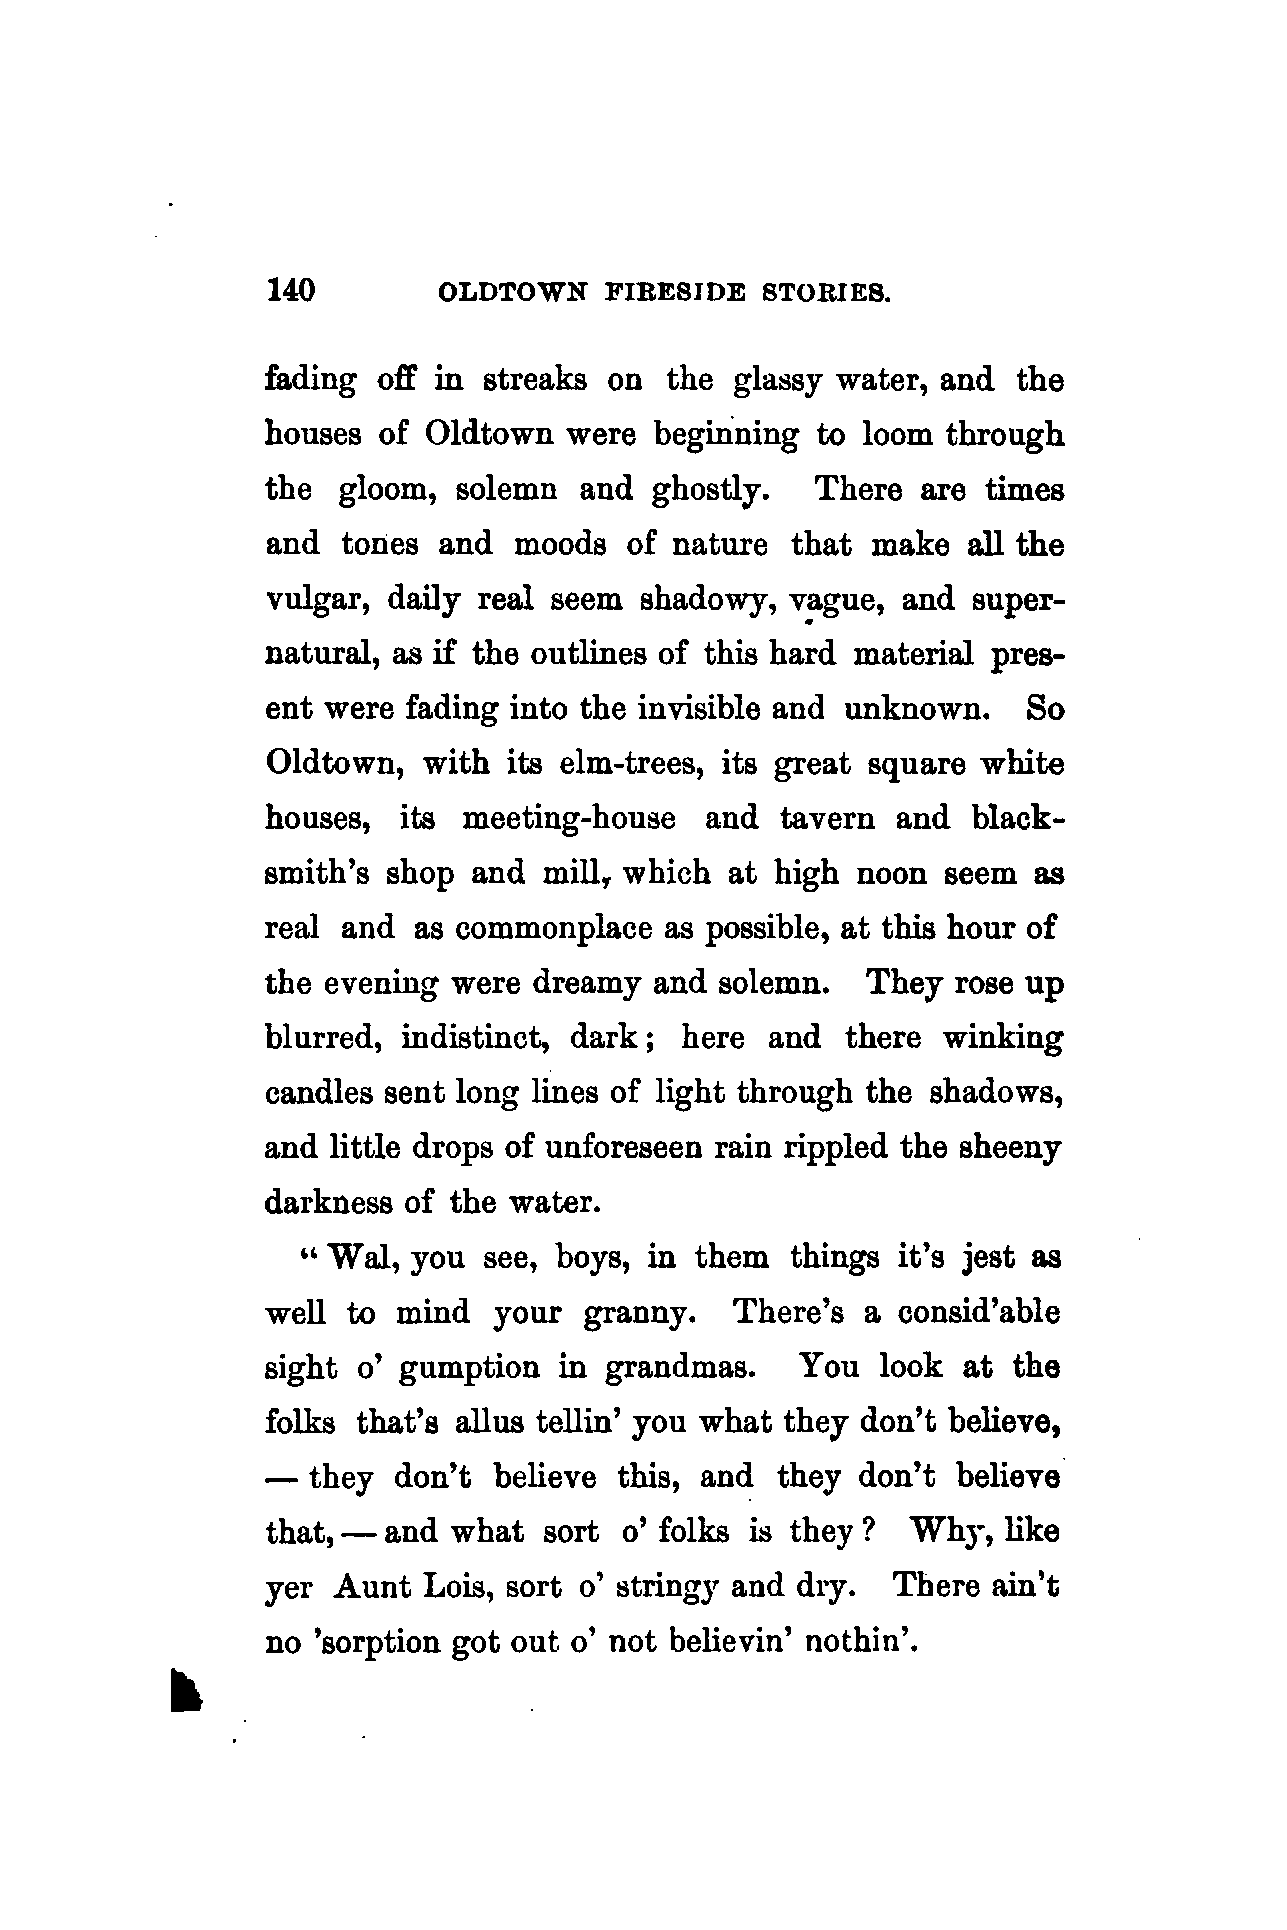 140 OLDTOWN FIRESIDE STORIES.
fading off in streaks on the glassy water, and the
houses of Oldtown were beginning to loom through
the gloom, solemn and ghostly. There are times
and tones and moods of nature that make all the
vulgar, daily real seem shadowy, vague, and super-
natural, as if the outlines of this hard material pres-
ent were fading into the invisible and unknown. So
Oldtown, with its elm-trees, its great square white
houses, its meeting-house and tavern and black-
smith's shop and mill, which at high noon seem as
real and as commonplace as possible, at this hour of
the evening were dreamy and solemn. They rose up
blurred, indistinct, dark; here and there winking
candles sent long lines of light through the shadows,
and little drops of unforeseen rain rippled the sheeny
darkness of the water.
“Wal, you see, boys, in them things it's jest as
well to mind your granny. There's a consid'able
sight o' gumption in grandmas. You look at the
folks that's allus tellin' you what they don't believe,
— they don't believe this, and they don't believe
that, — and what sort o' folks is they? Why, like
yer Aunt Lois, sort o' stringy and dry. There ain't
no 'sorption got out o' not believin' nothin'.